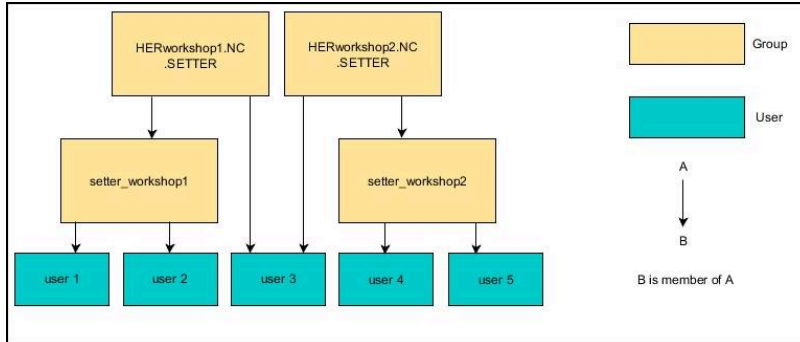 HERworkshop1.NC
.SETTER
HERworkshop2.NC
.SETTER
Group
User
setter_workshop1
setter_workshop2
A
B
user 1
user 2
user 3
user 4
user 5
B is member of A